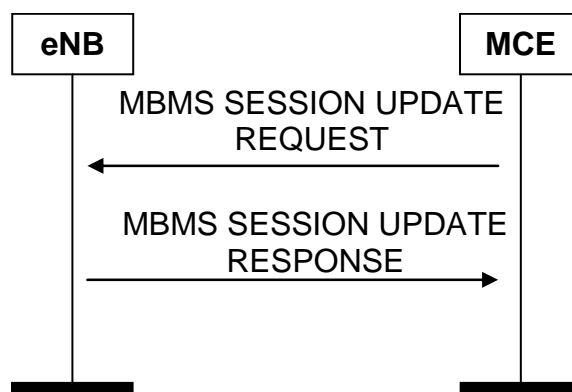 eNB
MCE
MBMS SESSION UPDATE
REQUEST
MBMS SESSION UPDATE
RESPONSE